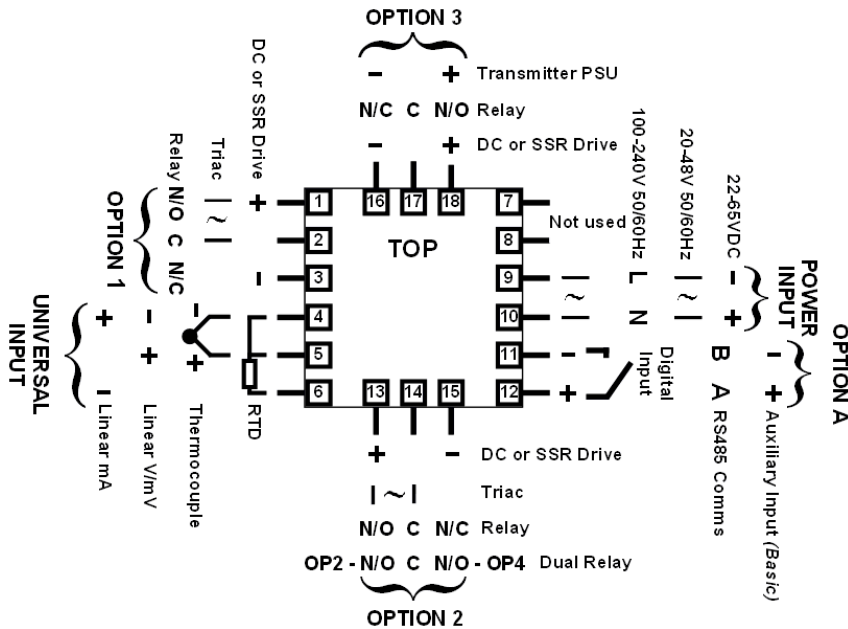 OPTION 3
- + Transmitter PSU
N/C C N/O Relay
- + DC or SSR Drive
DC or SSR Drive + -
Triac ~
Relay N/O C N/C
OPTION 1
16 17 18
1
2
3
4
5
6
TOP
7
8
9
10
11
12
13 14 15
Not used
~
100-240V 50/60Hz L N
20-48V 50/60Hz ~
22-65VDC - +
POWER
INPUT
- +
Digital
Input
B A RS485 Comms
- + Auxiliary Input (Basic)
OPTION A
UNIVERSAL
INPUT
+ - Linear mA
- + Linear V/mV
- + Thermocouple
RTD
+ - DC or SSR Drive
~ Triac
N/O C N/C Relay
OP2 - N/O C N/O - OP4 Dual Relay
OPTION 2